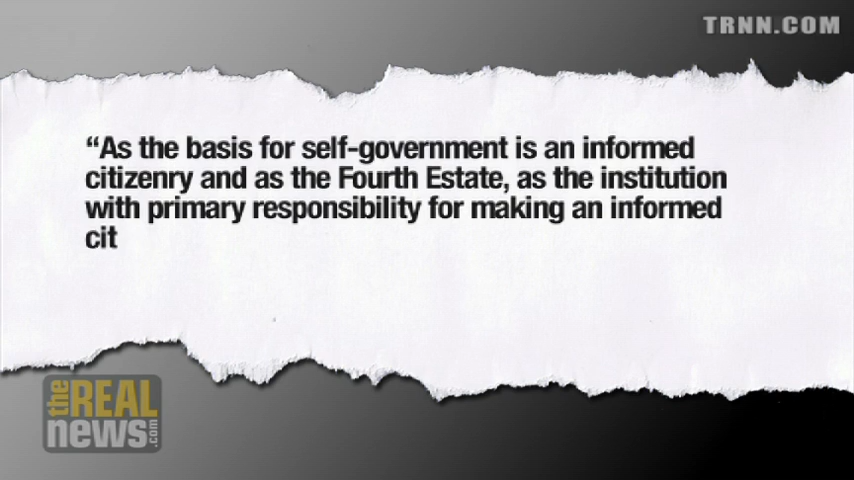 TRNN.COM
“As the basis for self-government is an informed
citizenry and as the Fourth Estate, as the institution
with primary responsibility for making an informed
cit
the REAL
news.com